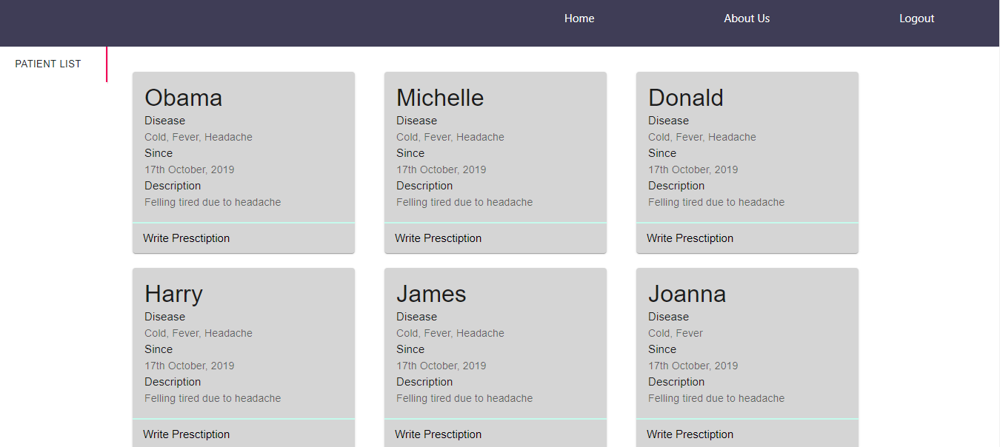 Home About Us Logout
PATIENT LIST
Obama
Disease
Cold, Fever, Headache
Since
17th October, 2019
Description
Felling tired due to headache
Write Presctiption
Michelle
Disease
Cold, Fever, Headache
Since
17th October, 2019
Description
Felling tired due to headache
Write Presctiption
Donald
Disease
Cold, Fever, Headache
Since
17th October, 2019
Description
Felling tired due to headache
Write Presctiption
Harry
Disease
Cold, Fever, Headache
Since
17th October, 2019
Description
Felling tired due to headache
Write Presctiption
James
Disease
Cold, Fever, Headache
Since
17th October, 2019
Description
Felling tired due to headache
Write Presctiption
Joanna
Disease
Cold, Fever
Since
17th October, 2019
Description
Felling tired due to headache
Write Presctiption